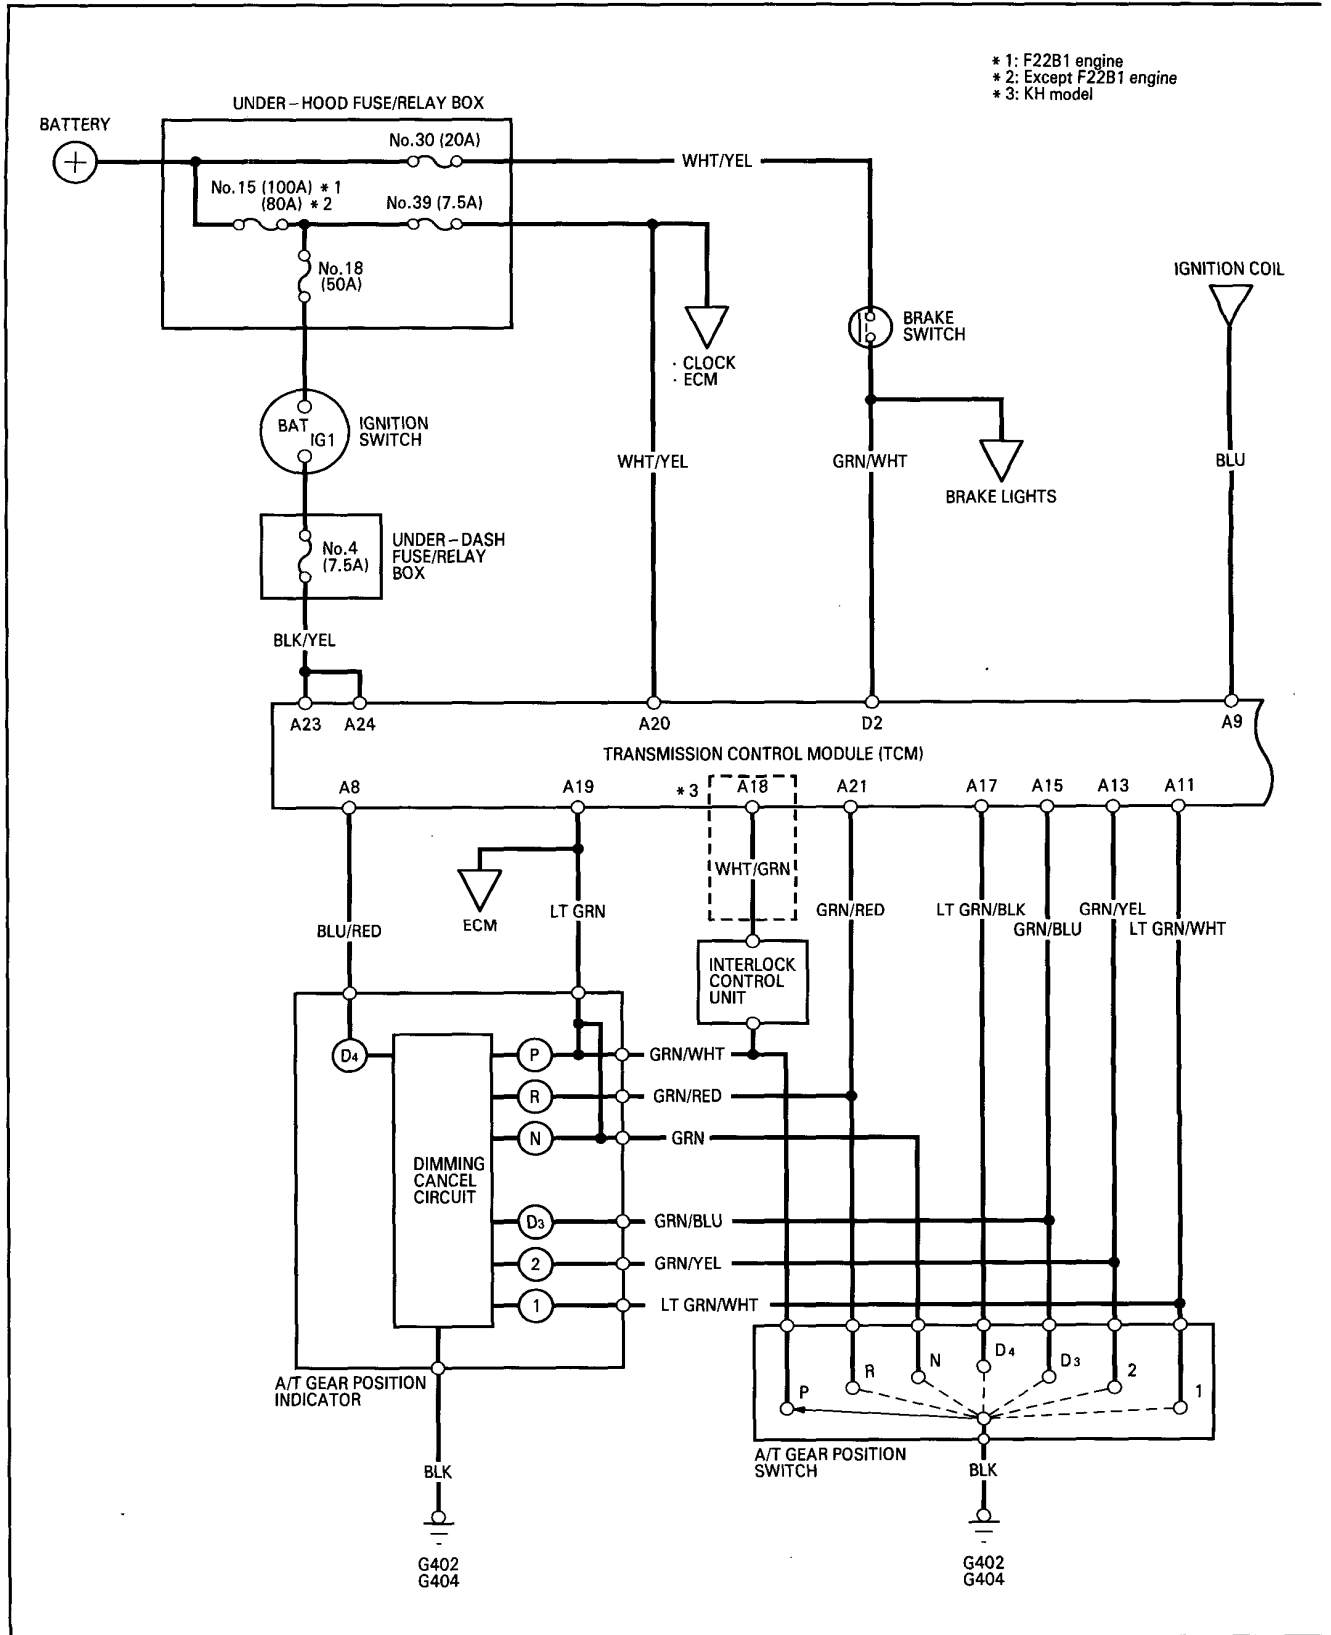 * 1: F22B1 engine
* 2: Except F22B1 engine
* 3: KH model
UNDER-HOOD FUSE/RELAY BOX
BATTERY
+
No.30 (20A)
WHT/YEL
No.15 (100A) * 1
(80A) * 2
No.39 (7.5A)
No.18
(50A)
IGNITION COIL
BRAKE
SWITCH
· CLOCK
· ECM
BAT
IG1
IGNITION
SWITCH
WHT/YEL
GRN/WHT
BLU
BRAKE LIGHTS
No.4
(7.5A)
UNDER-DASH
FUSE/RELAY
BOX
BLK/YEL
A23
A24
A20
D2
A9
TRANSMISSION CONTROL MODULE (TCM)
A8
A19
* 3
A18
A21
A17
A15
A13
A11
WHT/GRN
ECM
LT GRN
GRN/RED
LT GRN/BLK
GRN/YEL
BLU/RED
GRN/BLU
LT GRN/WHT
INTERLOCK
CONTROL
UNIT
D4
P
GRN/WHT
R
GRN/RED
N
GRN
DIMMING
CANCEL
CIRCUIT
D3
GRN/BLU
2
GRN/YEL
1
LT GRN/WHT
A/T GEAR POSITION
INDICATOR
P
R
N
D4
D3
2
1
A/T GEAR POSITION
SWITCH
BLK
BLK
G402
G404
G402
G404